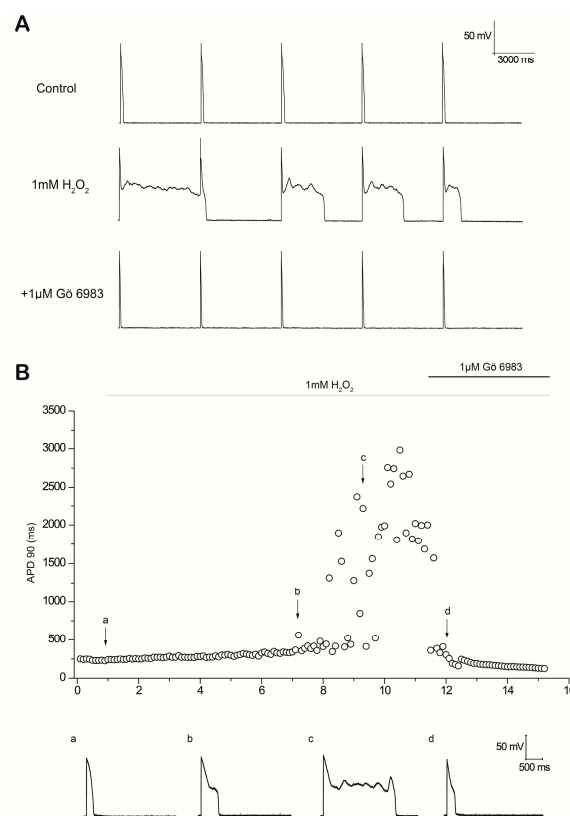 A
50 mV
3000 ms
Control
1mM H₂O₂
+1µM Gö 6983
B
1µM Gö 6983
1mM H₂O₂
3500
3000
2500
2000
1500
1000
500
0
APD 90 (ms)
a
b
c
d
0 2 4 6 8 10 12 14 16
a b c d
50 mV
500 ms